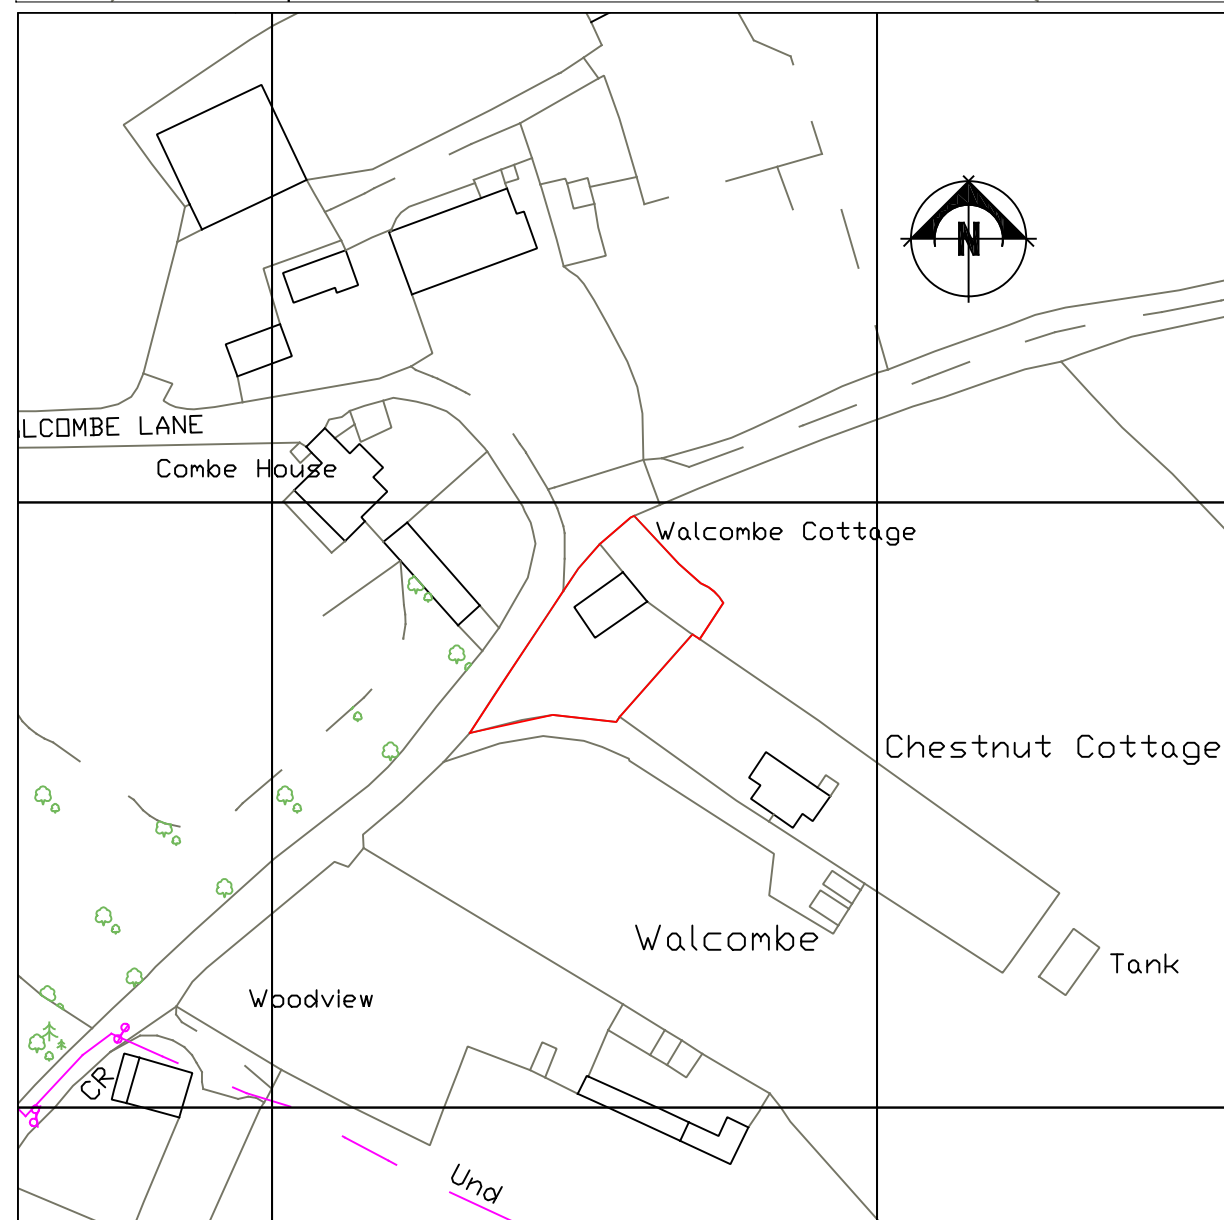 N
LCOMBE LANE
Combe House
Walcombe Cottage
Chestnut Cottage
Walcombe
Tank
Woodview
CR
Und